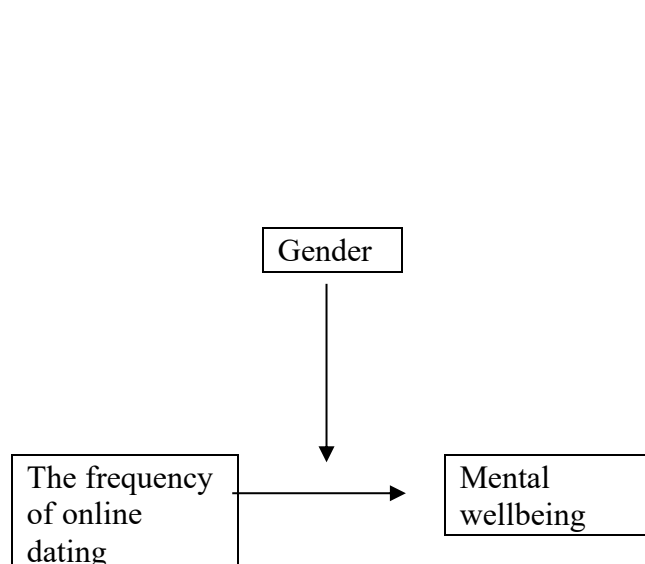 Gender
The frequency
of online
dating
Mental
wellbeing